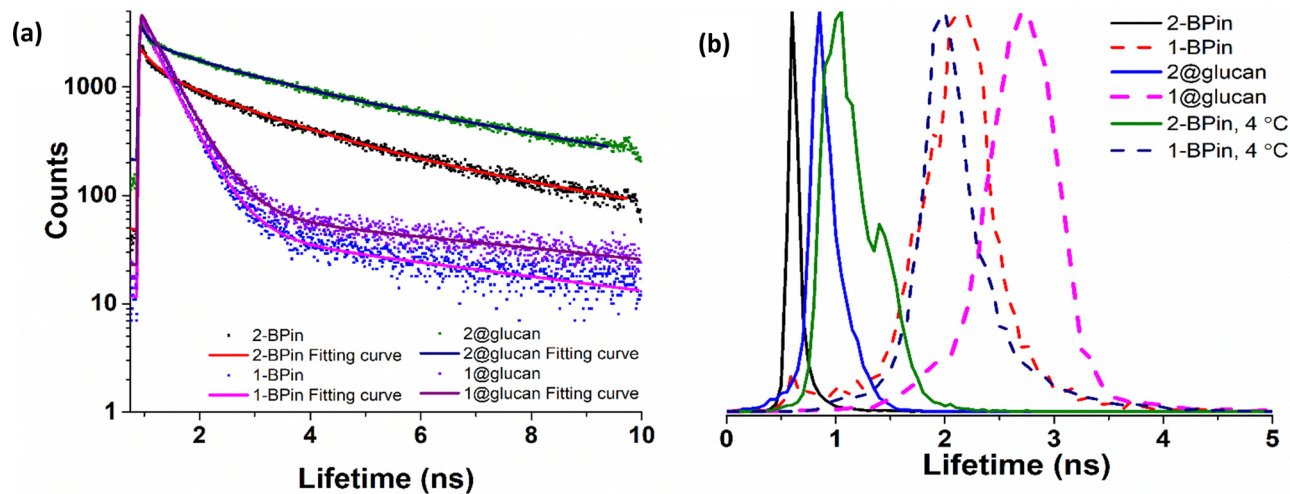 (a)
1000
100
10
1
Counts
2-BPin
2@glucan
2-BPin Fitting curve
2@glucan Fitting curve
1-BPin
1@glucan
1-BPin Fitting curve
1@glucan Fitting curve
2 4 6 8 10
Lifetime (ns)
(b)
2-BPin
1-BPin
2@glucan
1@glucan
2-BPin, 4 °C
1-BPin, 4 °C
0 1 2 3 4 5
Lifetime (ns)